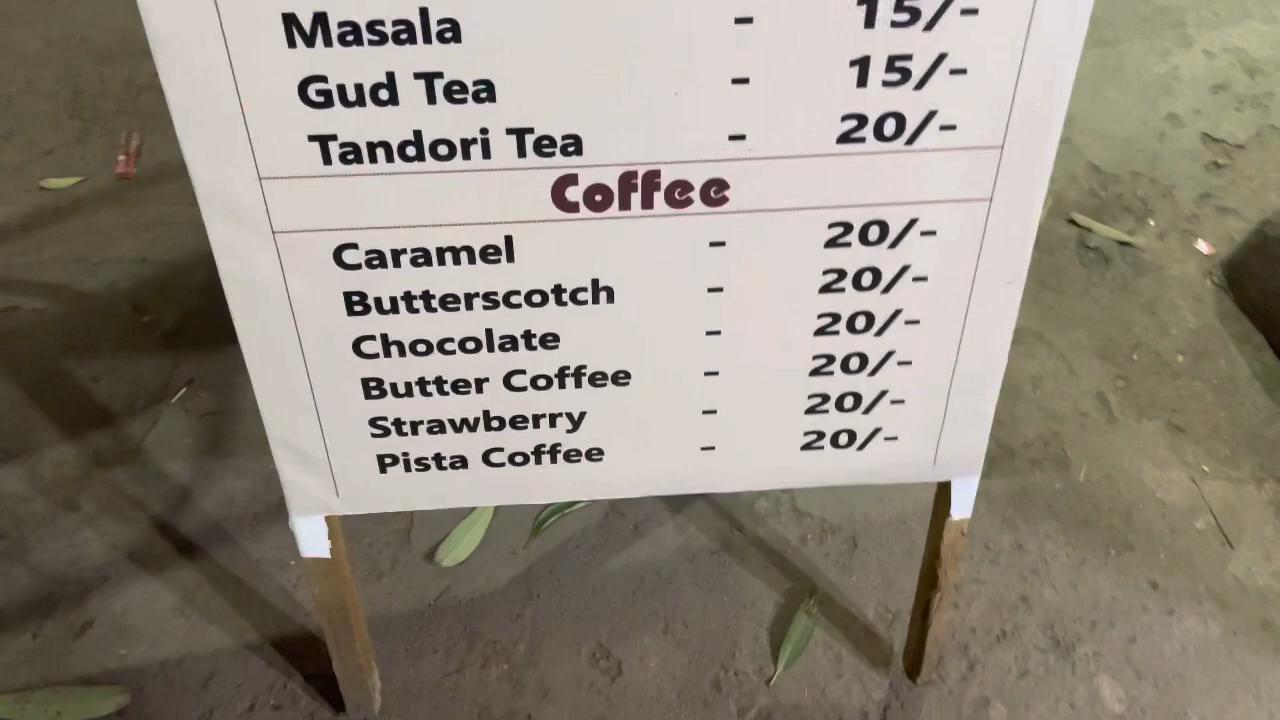 Masala - 15/-
Gud Tea - 15/-
Tandori Tea - 20/-
Coffee
Caramel - 20/-
Butterscotch - 20/-
Chocolate - 20/-
Butter Coffee - 20/-
Strawberry - 20/-
Pista Coffee - 20/-